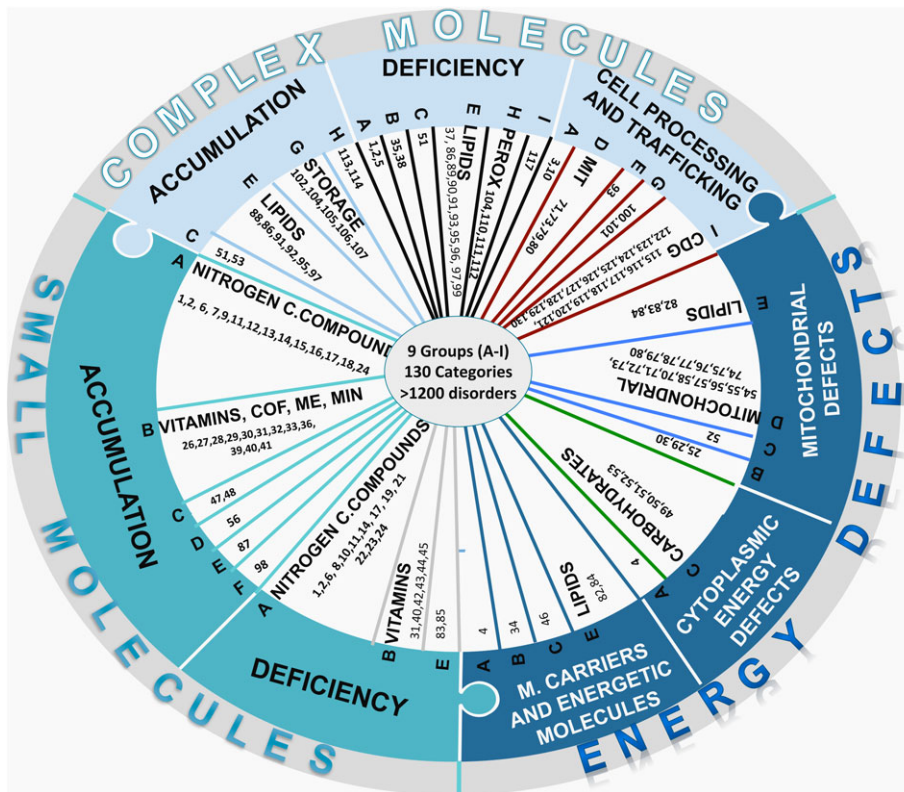 COMPLEX MOLECULES
ACCUMULATION
C
51,53
E
LIPIDS
88,86,91,92,95,97
G
STORAGE
102,104,105,106,107
H
113,114
DEFICIENCY
A
1,2,5
B
35,38
C
51
E
LIPIDS
37, 86,89,90,91,93,95,96, 97,99
H
PEROX 104,110,111,112
I
117
CELL PROCESSING
AND TRAFFICKING
A
3,10
D
MIT
71,73,79,80
E
93
G
100,101
I
CDG
115, 116,117,118,119,120,121,
122,123,124,125,126,127,128,129,130
ENERGY DEFECTS
MITOCHONDRIAL
DEFECTS
E
LIPIDS
82,83,84
D
MITOCHONDRIAL
54,55,56,57,58,70,71,72,73,
74,75,76,77,78,79,80
C
52
B
25,29,30
CYTOPLASMIC
ENERGY
DEFECTS
C
CARBOHYDRATES
49,50,51,52,53
A
4
M. CARRIERS
AND ENERGETIC
MOLECULES
E
LIPIDS
82,84
C
46
B
34
A
4
SMALL MOLECULES
DEFICIENCY
E
83,85
B
VITAMINS
31,40,42,43,44,45
A
NITROGEN C.COMPOUNDS
1,2,6, 8,10,11,14, 17, 19, 21
22,23,24
ACCUMULATION
F
98
E
87
D
56
C
47,48
B
VITAMINS, COF, ME, MIN
26,27,28,29,30,31,32,33,36,
39,40,41
A
NITROGEN C.COMPOUND
1,2, 6, 7,9,11,12,13,14,15,16,17,18,24
9 Groups (A-I)
130 Categories
>1200 disorders